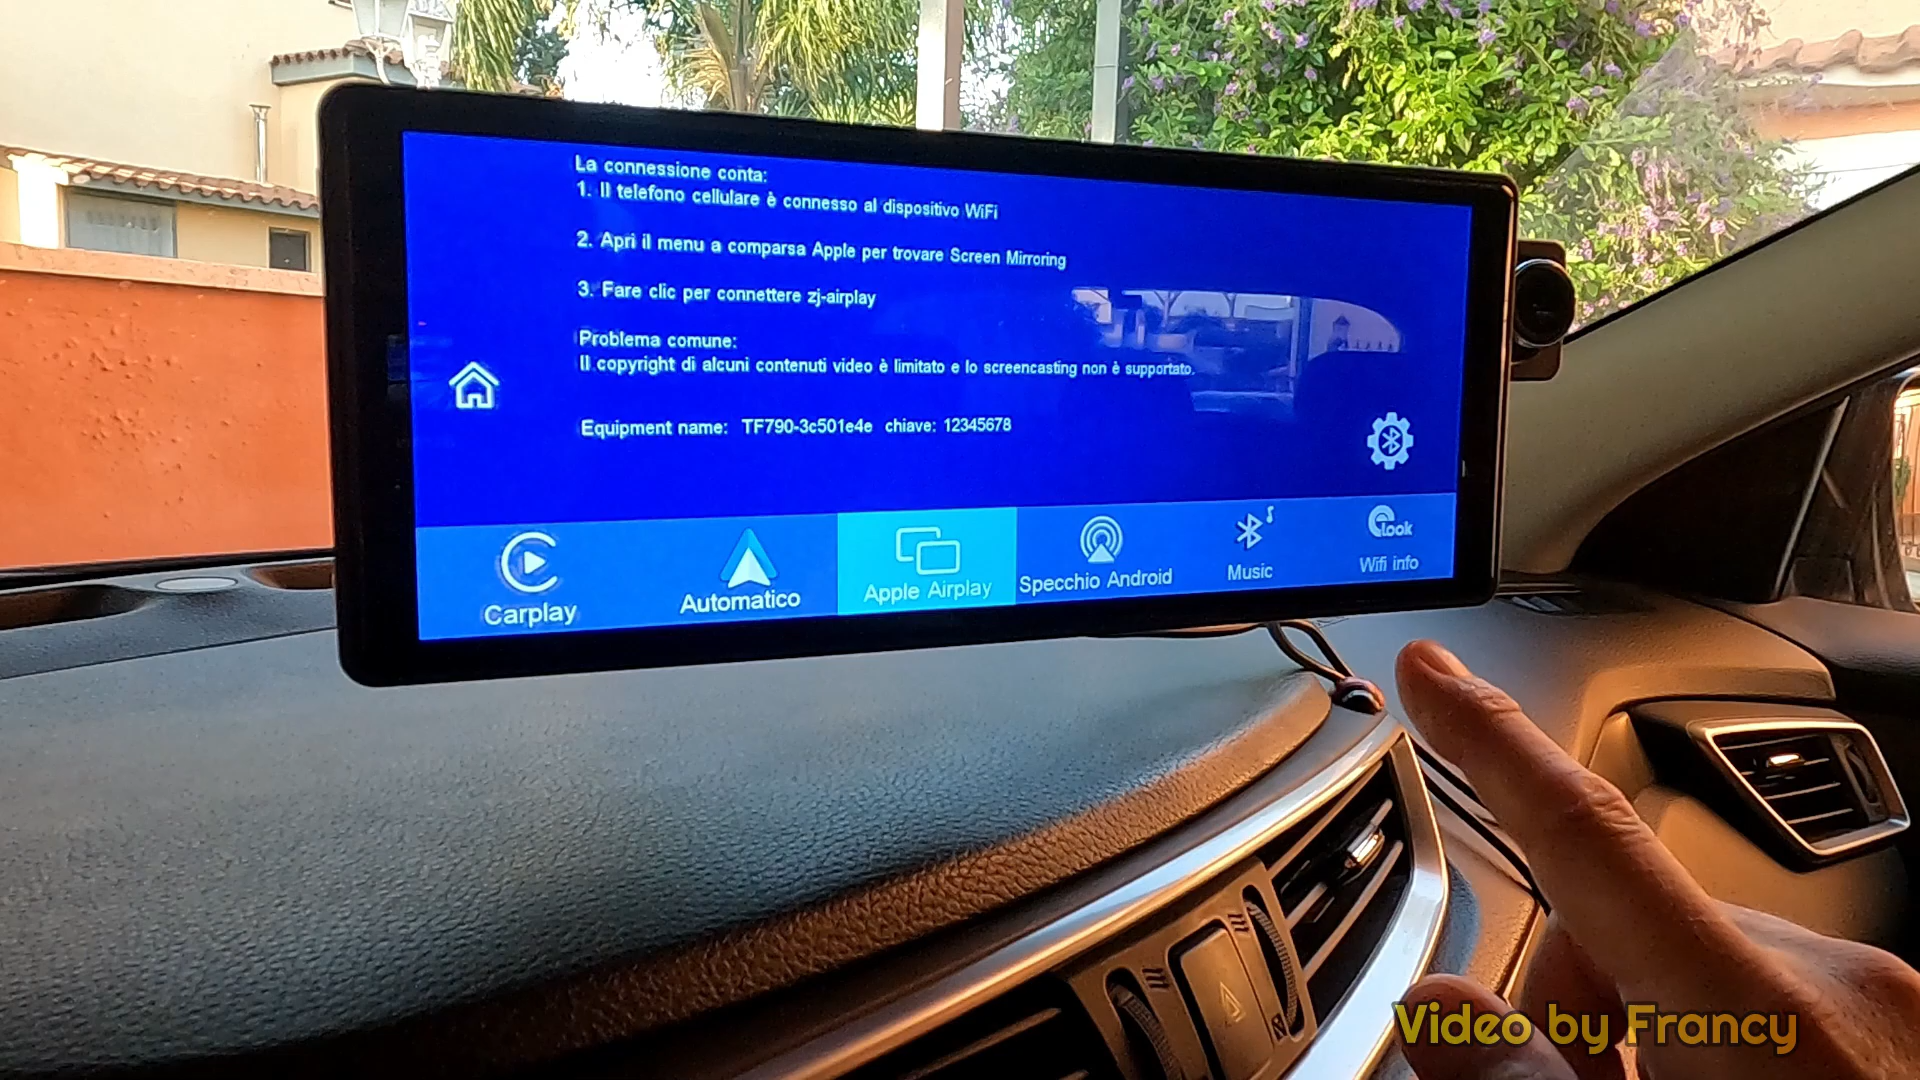 La connessione conta:
1. Il telefono cellulare è connesso al dispositivo WiFi
2. Apri il menu a comparsa Apple per trovare Screen Mirroring
3. Fare clic per connettere zj-airplay
Problema comune:
Il copyright di alcuni contenuti video è limitato e lo screencasting non è supportato.
Equipment name: TF790-3c501e4e chiave: 12345678
Carplay
Automatico
Apple Airplay
Specchio Android
Music
look
Wifi info
Video by Francy